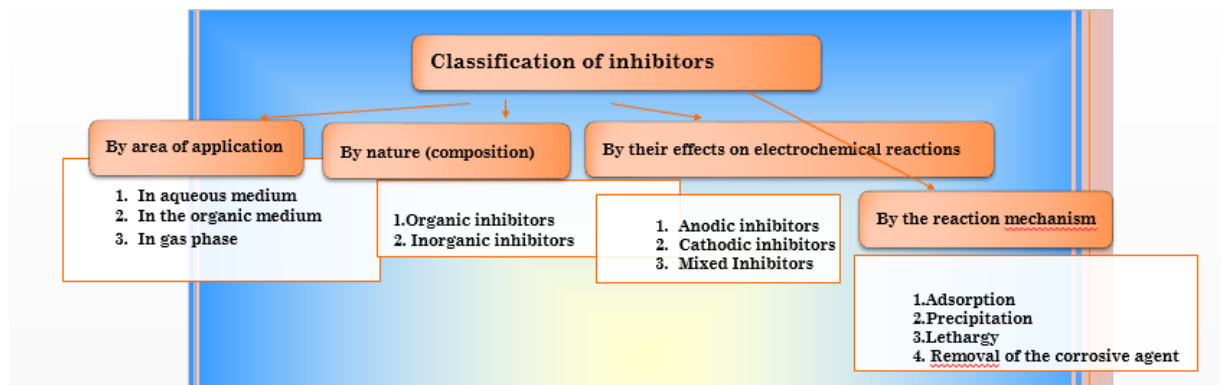 Classification of inhibitors
By area of application
1. In aqueous medium
2. In the organic medium
3. In gas phase
By nature (composition)
1.Organic inhibitors
2. Inorganic inhibitors
By their effects on electrochemical reactions
1. Anodic inhibitors
2. Cathodic inhibitors
3. Mixed Inhibitors
By the reaction mechanism
1.Adsorption
2.Precipitation
3.Lethargy
4. Removal of the corrosive agent